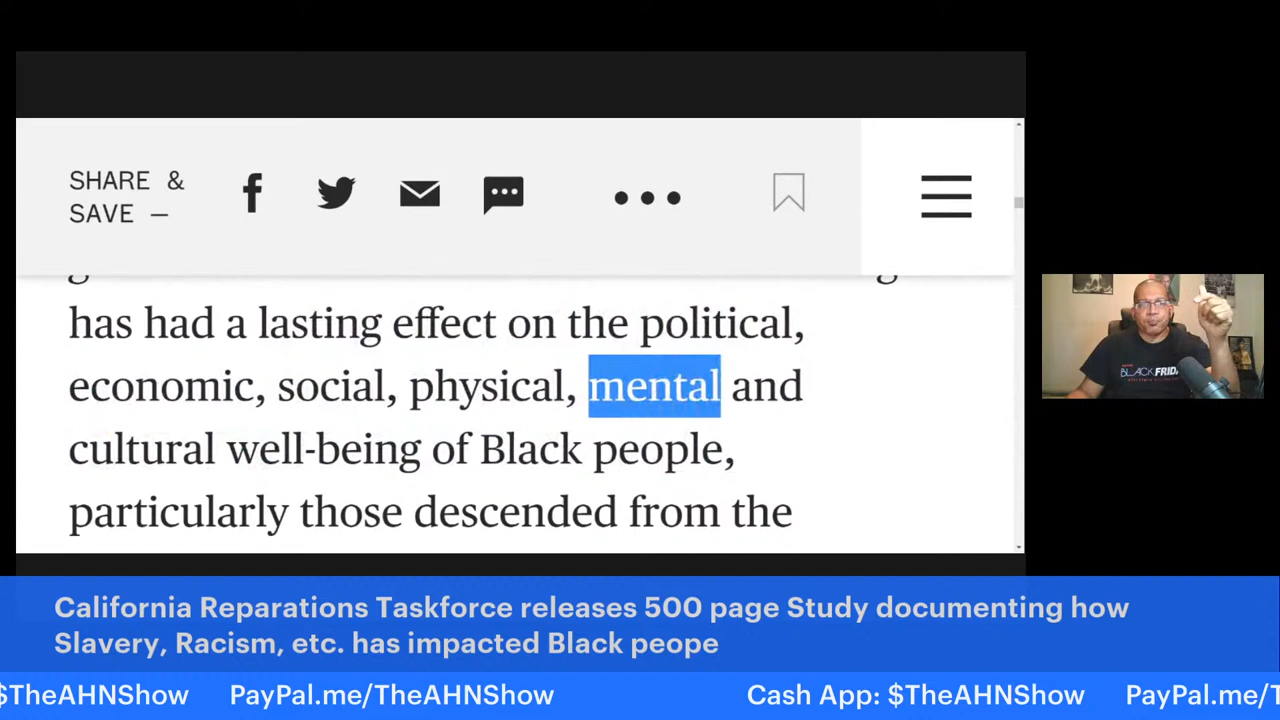 SHARE &
SAVE —
has had a lasting effect on the political,
economic, social, physical, mental and
cultural well-being of Black people,
particularly those descended from the
BLACK FRIDA
California Reparations Taskforce releases 500 page Study documenting how
Slavery, Racism, etc. has impacted Black peope
$TheAHNShow PayPal.me/TheAHNShow Cash App: $TheAHNShow PayPal.me/T